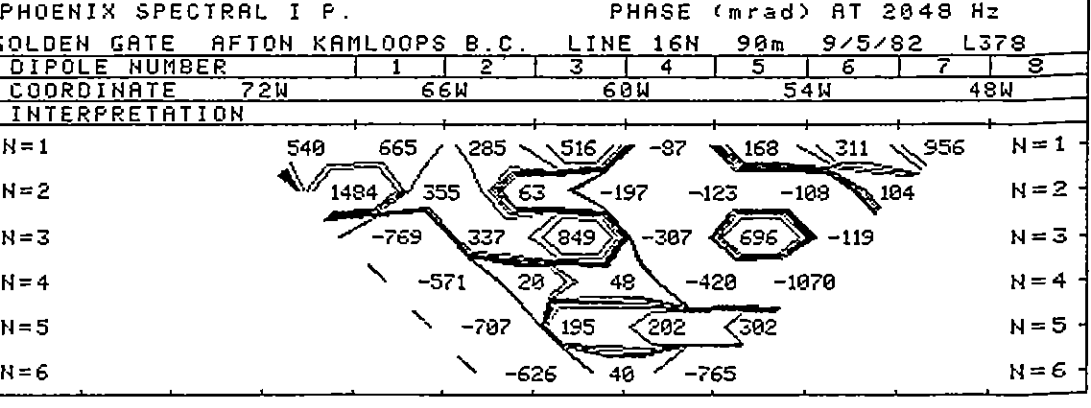 PHOENIX SPECTRAL I P. PHASE (mrad) AT 2048 Hz
GOLDEN GATE AFTON KAMLOOPS B.C. LINE 16N 90m 9/5/82 L378
DIPOLE NUMBER 1 2 3 4 5 6 7 8
COORDINATE 72W 66W 60W 54W 48W
INTERPRETATION
N=1 540 665 285 516 -87 168 311 956 N=1
N=2 1484 355 63 -197 -123 -108 104 N=2
N=3 -769 337 849 -307 696 -119 N=3
N=4 -571 20 48 -420 -1070 N=4
N=5 -707 195 202 302 N=5
N=6 -626 40 -765 N=6